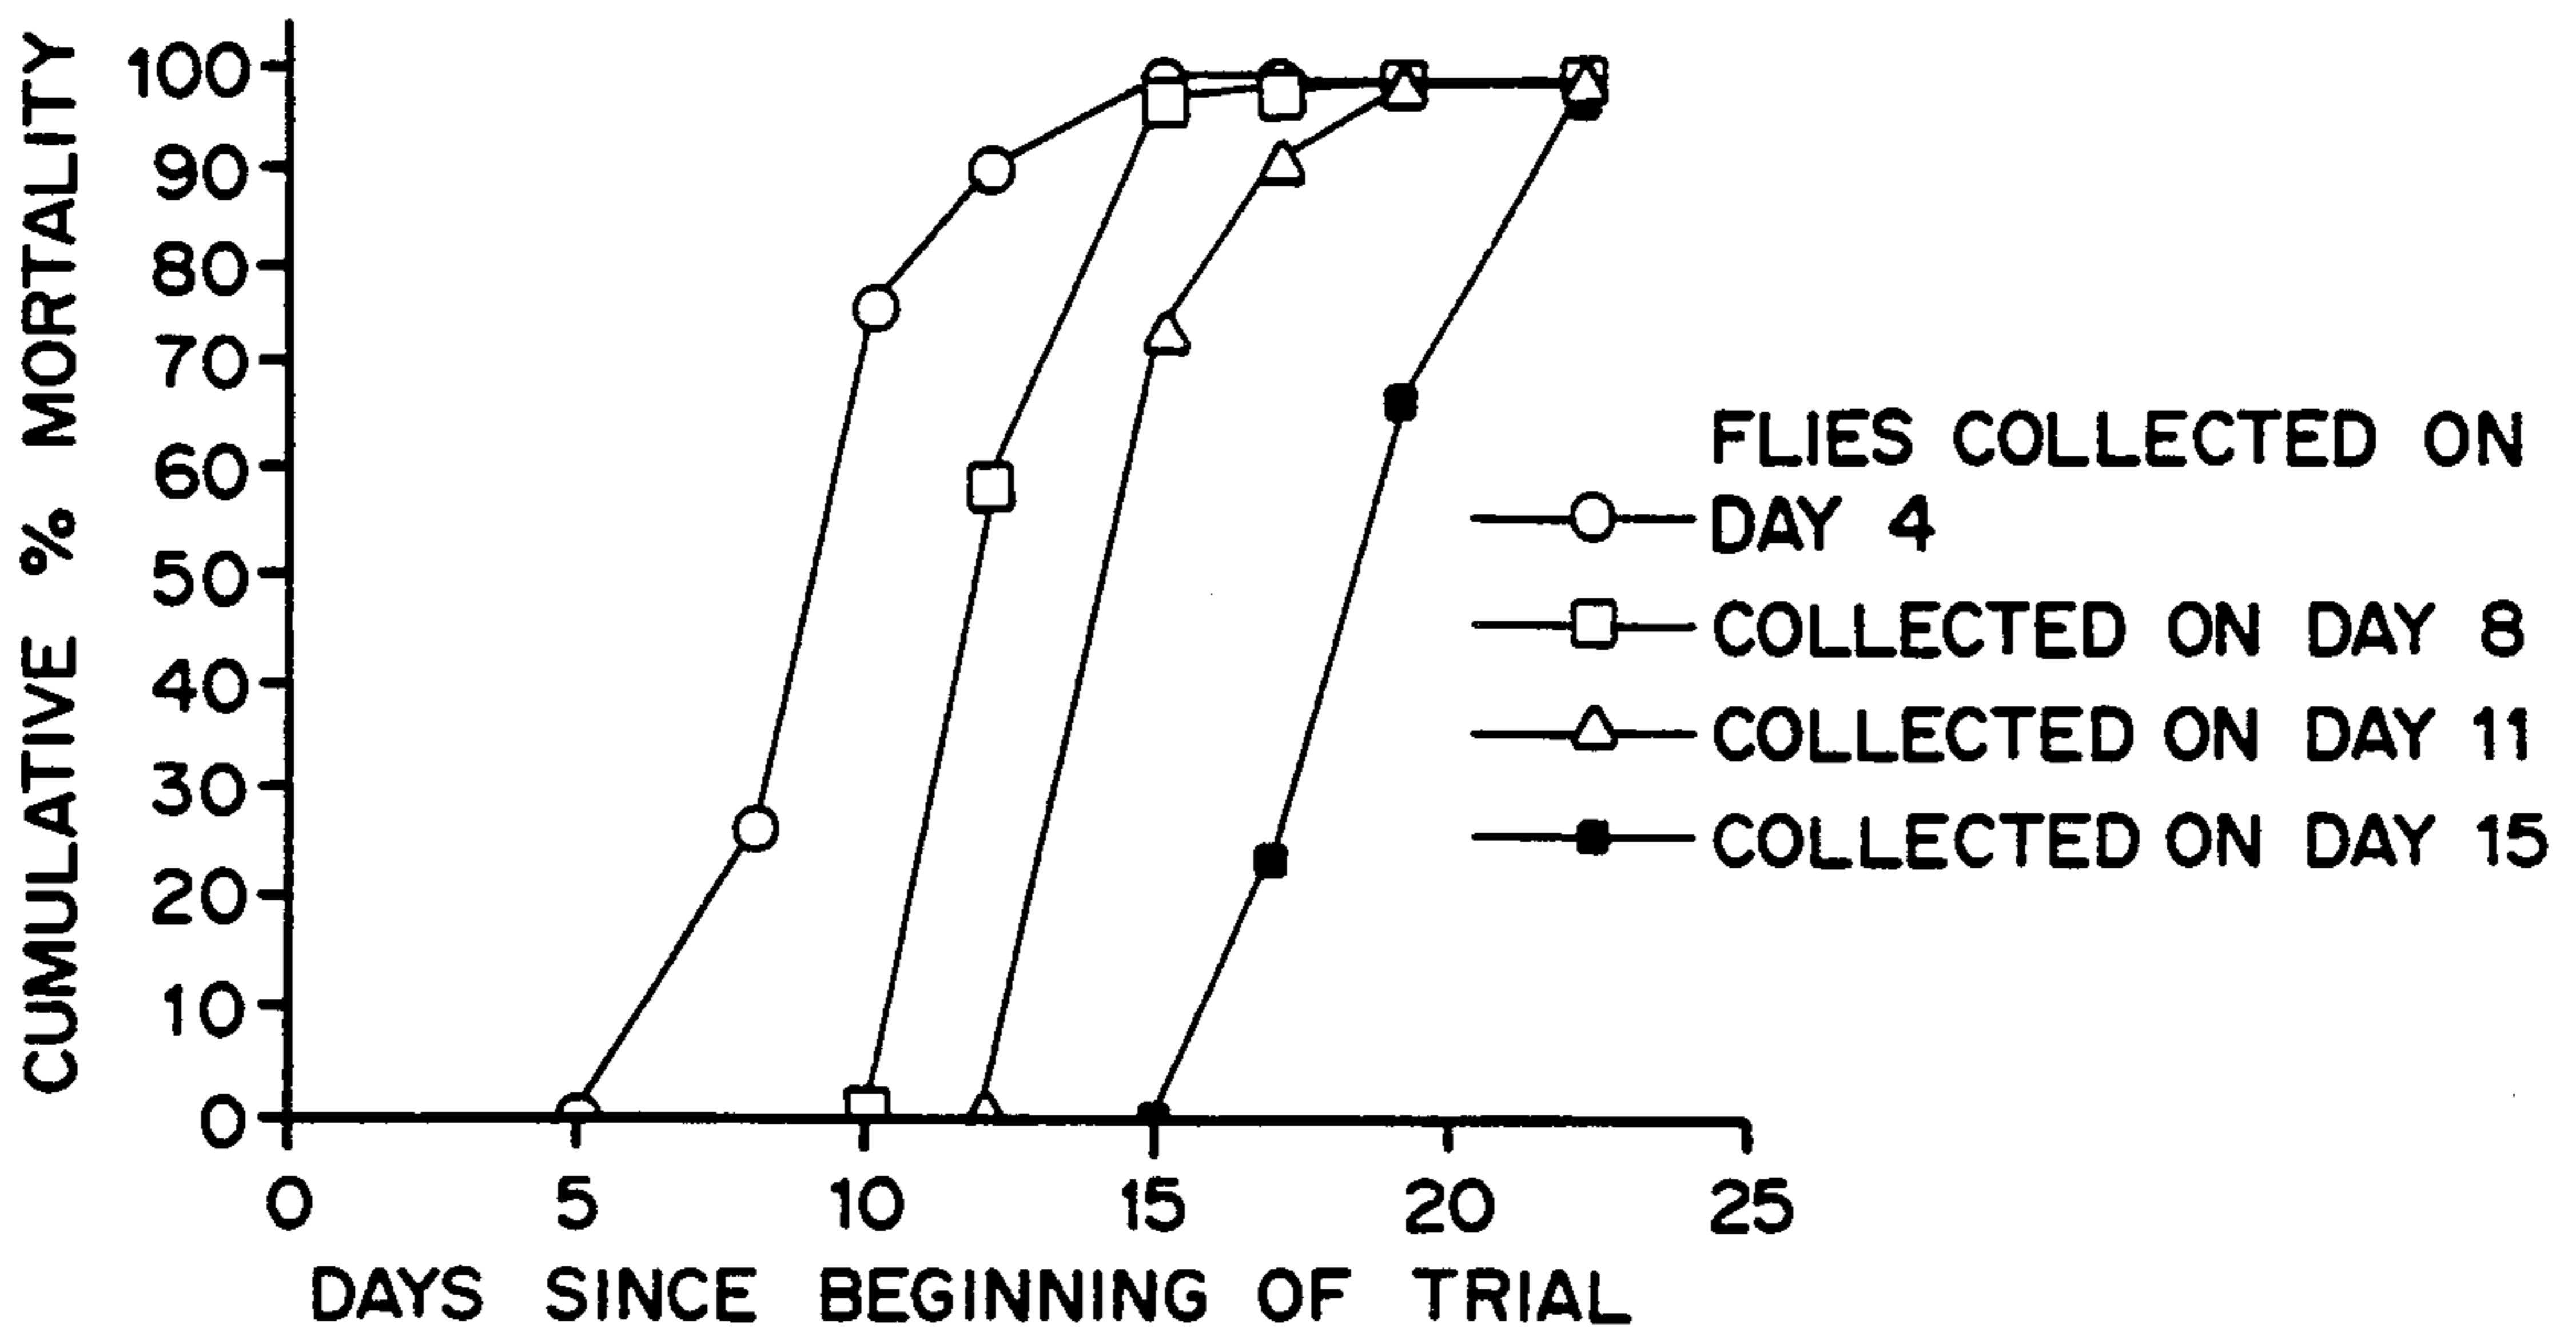 CUMULATIVE % MORTALITY
100
90
80
70
60
50
40
30
20
10
0
0 5 10 15 20 25
DAYS SINCE BEGINNING OF TRIAL
FLIES COLLECTED ON
DAY 4
COLLECTED ON DAY 8
COLLECTED ON DAY 11
COLLECTED ON DAY 15